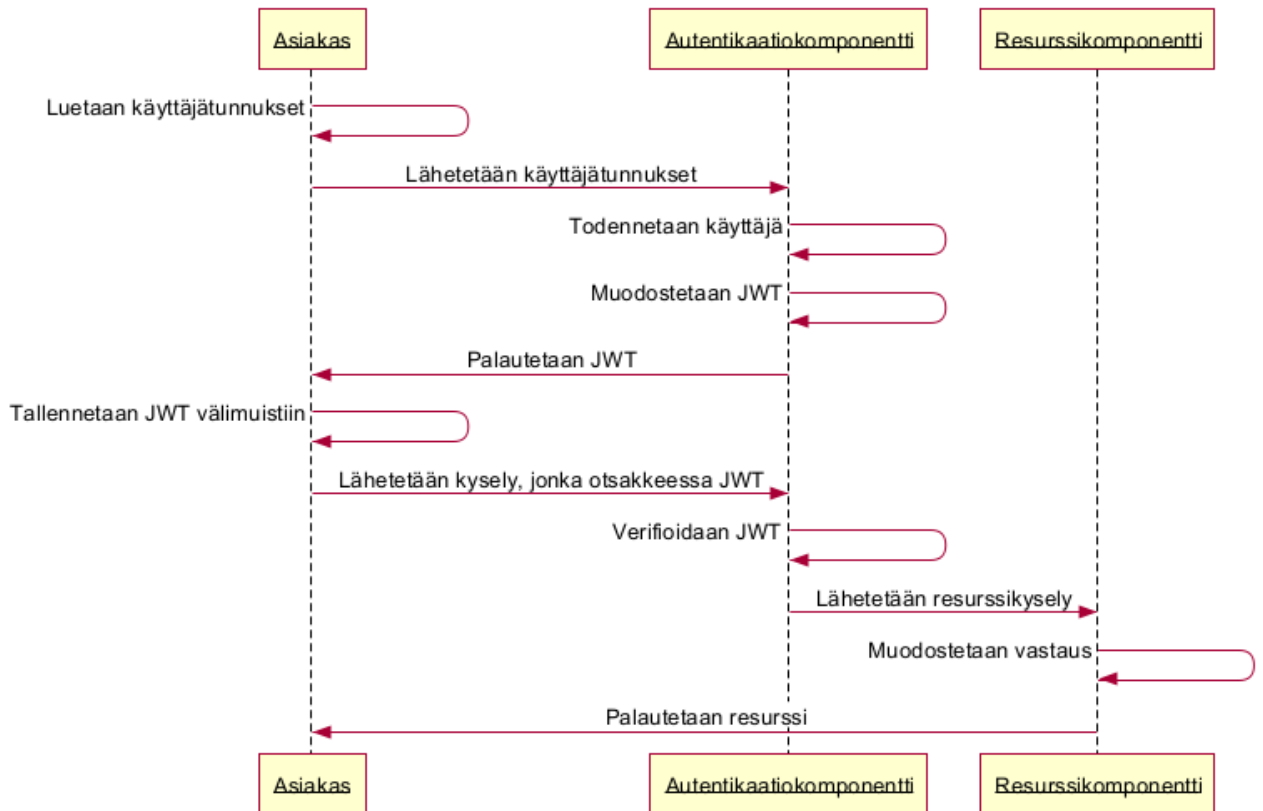 Asiakas
Autentikaatiokomponentti
Resurssikomponentti
Luetaan käyttäjätunnukset
Lähetetään käyttäjätunnukset
Todennetaan käyttäjä
Muodostetaan JWT
Palautetaan JWT
Tallennetaan JWT välimuistiin
Lähetetään kysely, jonka otsakkeessa JWT
Verifioidaan JWT
Lähetetään resurssikysely
Muodostetaan vastaus
Palautetaan resurssi
Asiakas
Autentikaatiokomponentti
Resurssikomponentti